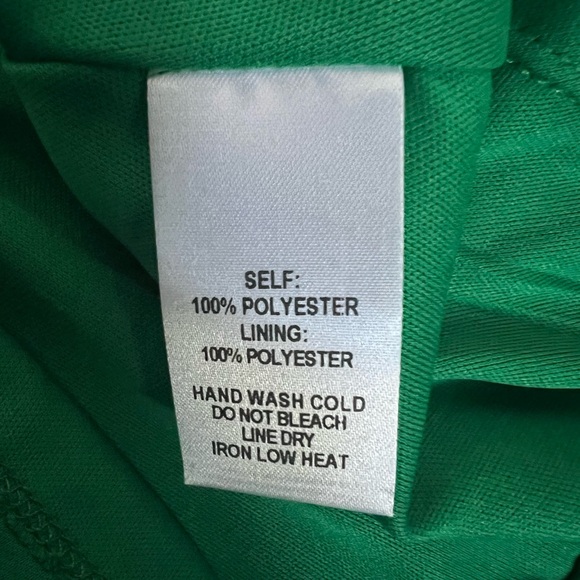 SELF:
100% POLYESTER
LINING:
100% POLYESTER
HAND WASH COLD
DO NOT BLEACH
LINE DRY
IRON LOW HEAT